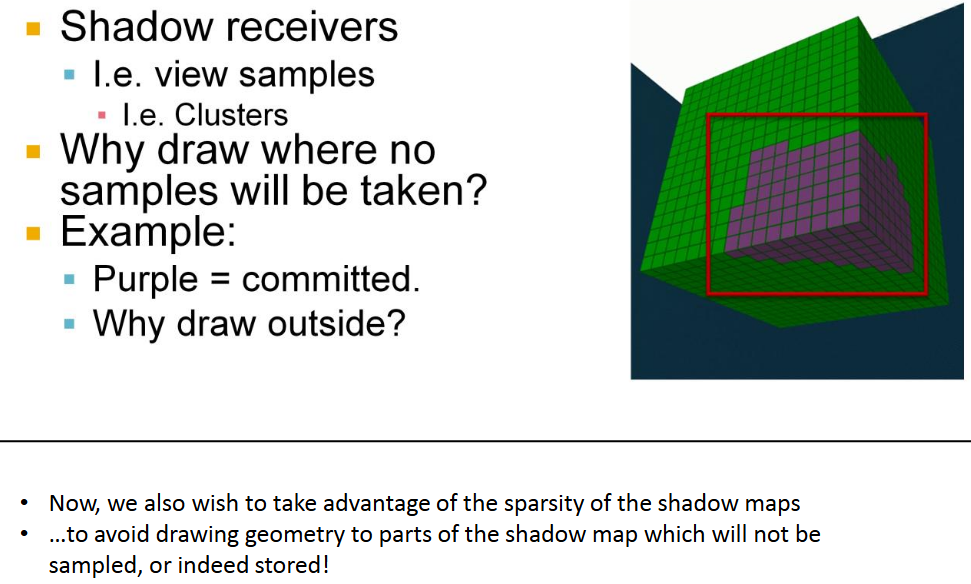 Shadow receivers
I.e. view samples
I.e. Clusters
Why draw where no
samples will be taken?
Example:
Purple = committed.
Why draw outside?
• Now, we also wish to take advantage of the sparsity of the shadow maps
• …to avoid drawing geometry to parts of the shadow map which will not be
sampled, or indeed stored!